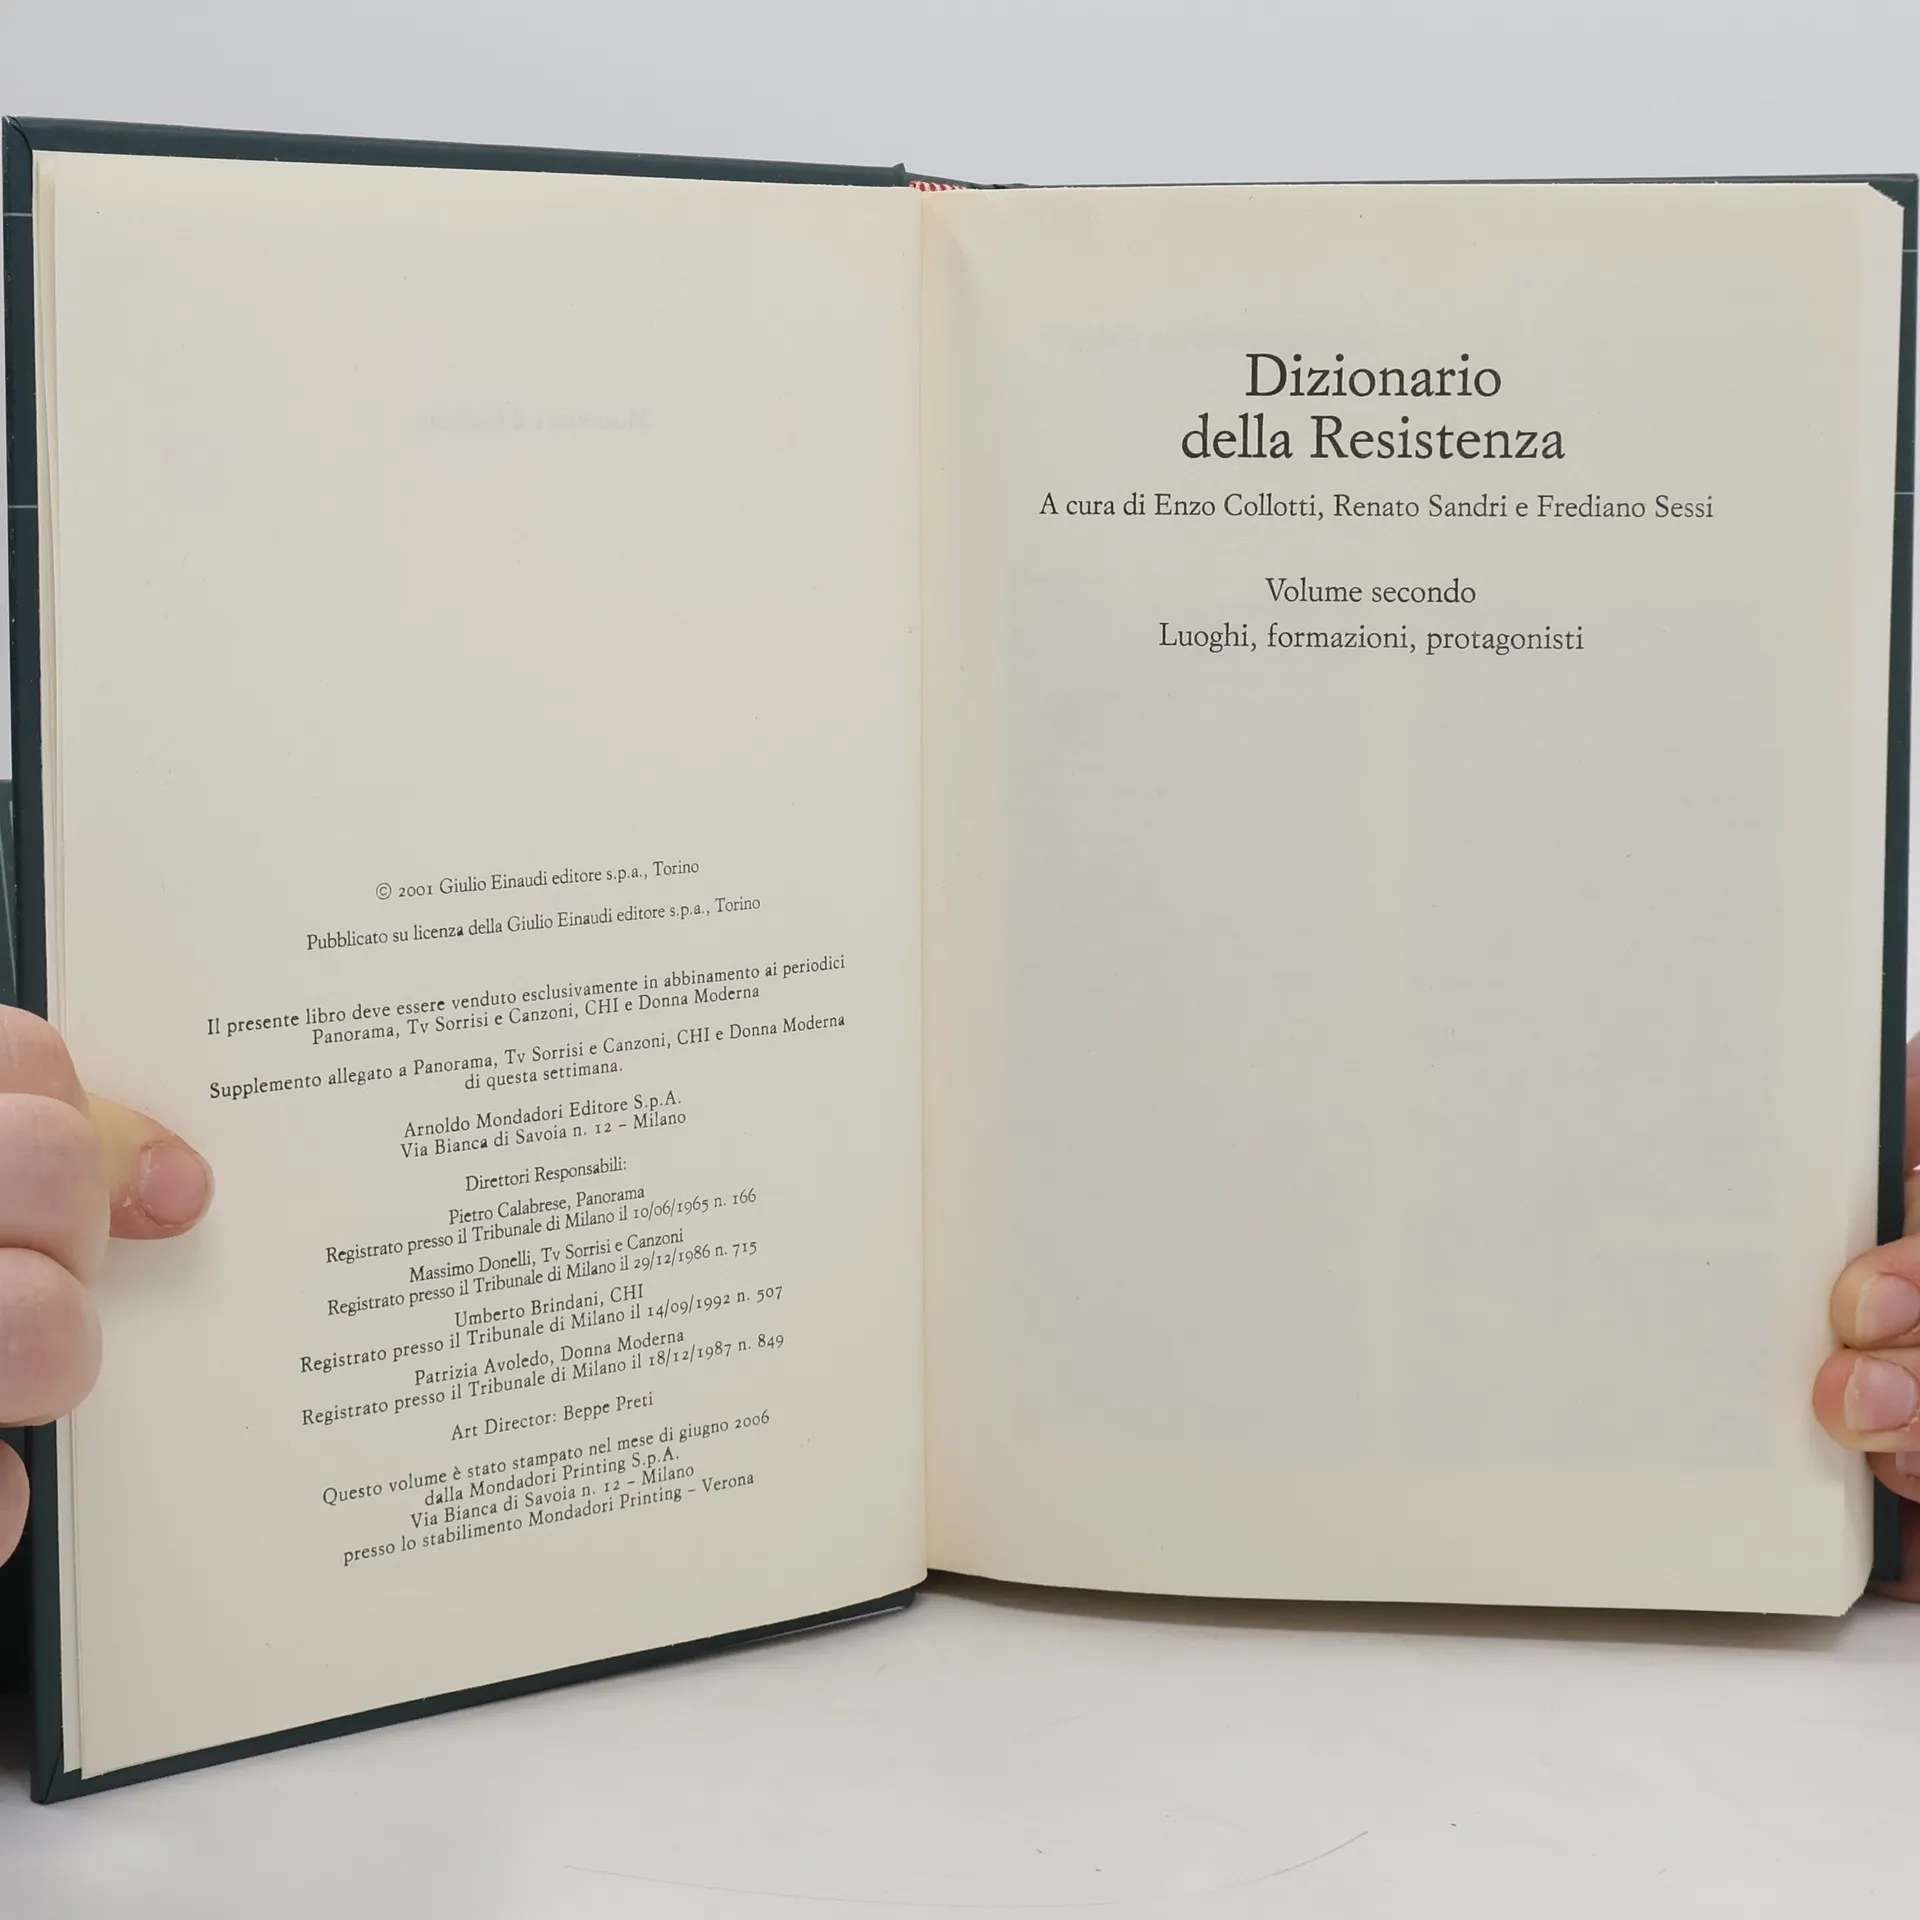 © 2001 Giulio Einaudi editore s.p.a., Torino
Pubblicato su licenza della Giulio Einaudi editore s.p.a., Torino
Il presente libro deve essere venduto esclusivamente in abbinamento ai periodici
Panorama, Tv Sorrisi e Canzoni, CHI e Donna Moderna
Supplemento allegato a Panorama, Tv Sorrisi e Canzoni, CHI e Donna Moderna
di questa settimana.
Arnoldo Mondadori Editore S.p.A.
Via Bianca di Savoia n. 12 – Milano
Direttori Responsabili:
Pietro Calabrese, Panorama
Registrato presso il Tribunale di Milano il 10/06/1965 n. 166
Massimo Donelli, Tv Sorrisi e Canzoni
Registrato presso il Tribunale di Milano il 29/12/1986 n. 715
Umberto Brindani, CHI
Registrato presso il Tribunale di Milano il 14/09/1992 n. 507
Patrizia Avoledo, Donna Moderna
Registrato presso il Tribunale di Milano il 18/12/1987 n. 849
Art Director: Beppe Preti
Questo volume è stato stampato nel mese di giugno 2006
dalla Mondadori Printing S.p.A.
Via Bianca di Savoia n. 12 – Milano
presso lo stabilimento Mondadori Printing – Verona
Dizionario
della Resistenza
A cura di Enzo Collotti, Renato Sandri e Frediano Sessi
Volume secondo
Luoghi, formazioni, protagonisti